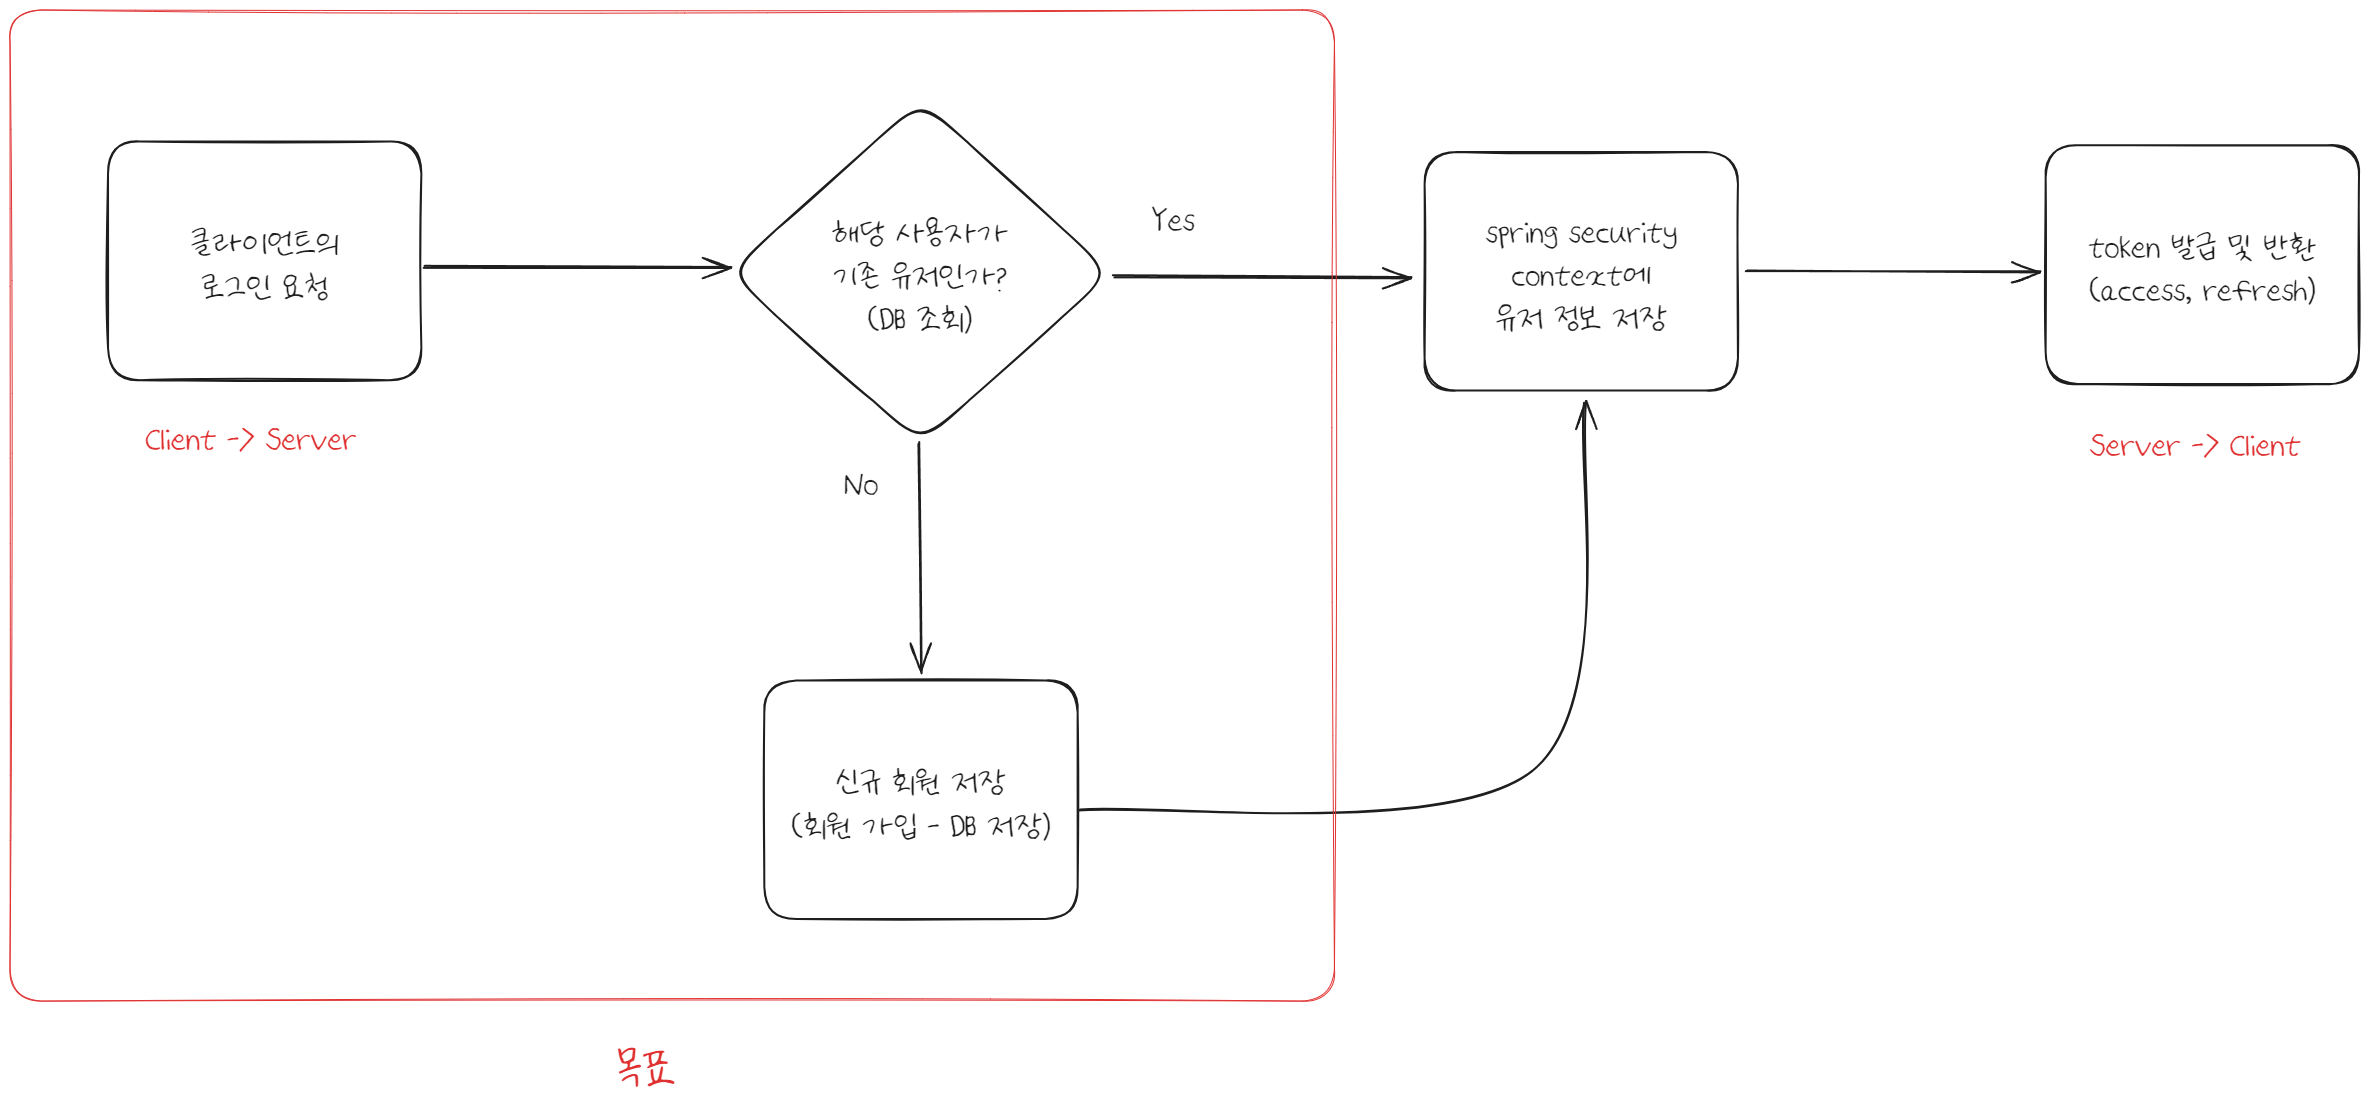 클라이언트의
로그인 요청
Client -> Server
해당 사용자가
기존 유저인가?
(DB 조회)
Yes
No
신규 회원 저장
(회원 가입 - DB 저장)
spring security
context에
유저 정보 저장
token 발급 및 반환
(access, refresh)
Server -> Client
목표